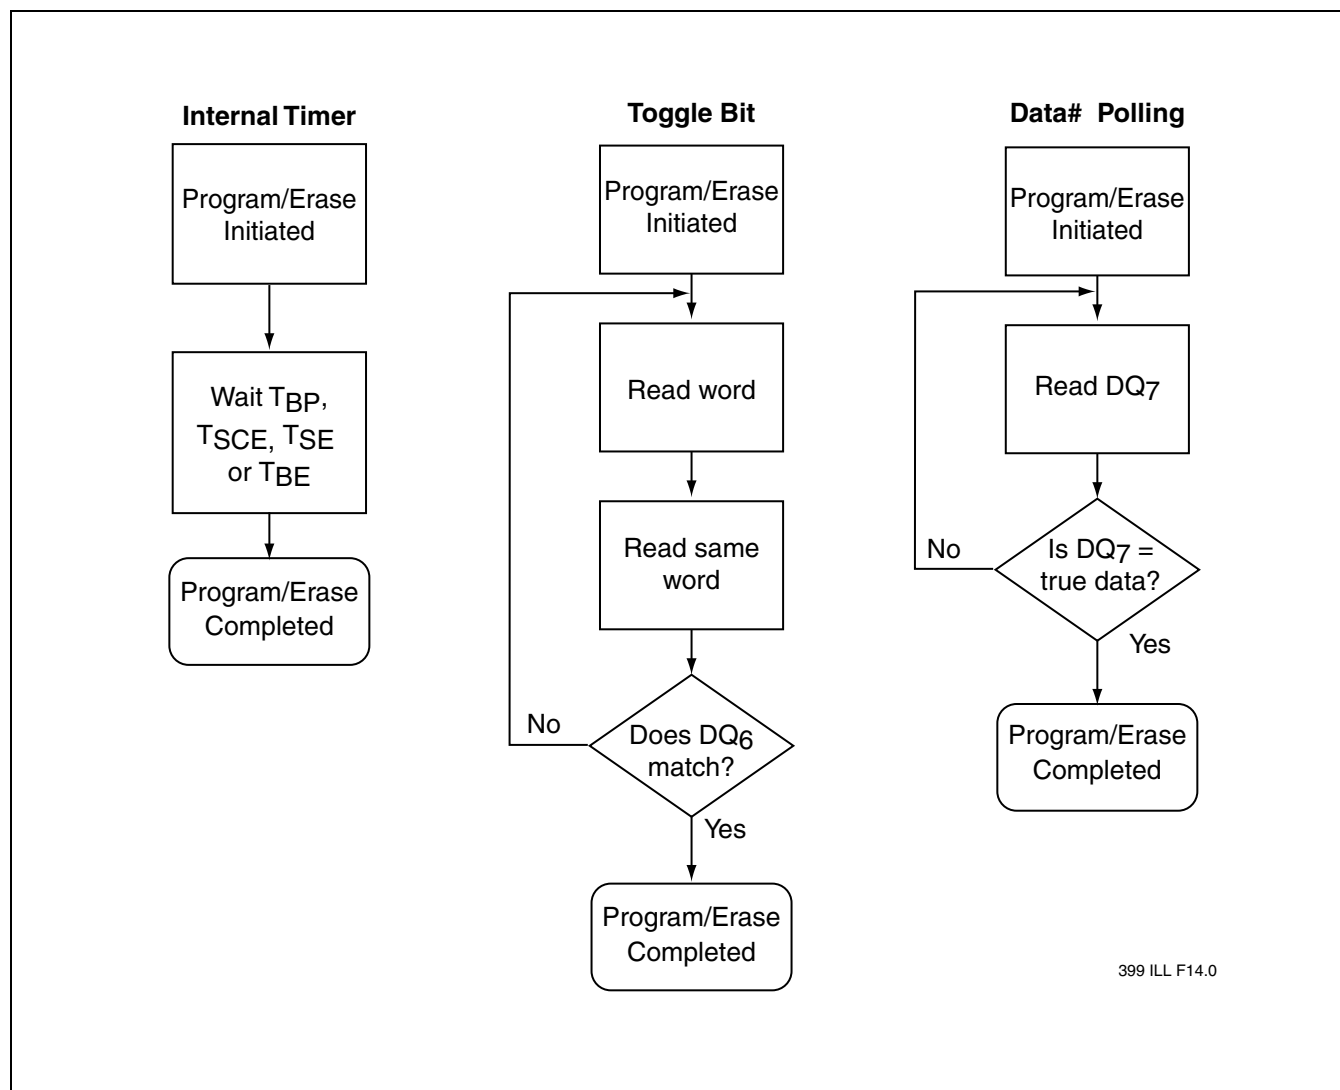 Internal Timer
Program/Erase
Initiated
Wait TBP,
TSCE, TSE
or TBE
Program/Erase
Completed
Toggle Bit
Program/Erase
Initiated
Read word
Read same
word
Does DQ6
match?
No
Yes
Program/Erase
Completed
Data# Polling
Program/Erase
Initiated
Read DQ7
Is DQ7 =
true data?
No
Yes
Program/Erase
Completed
399 ILL F14.0